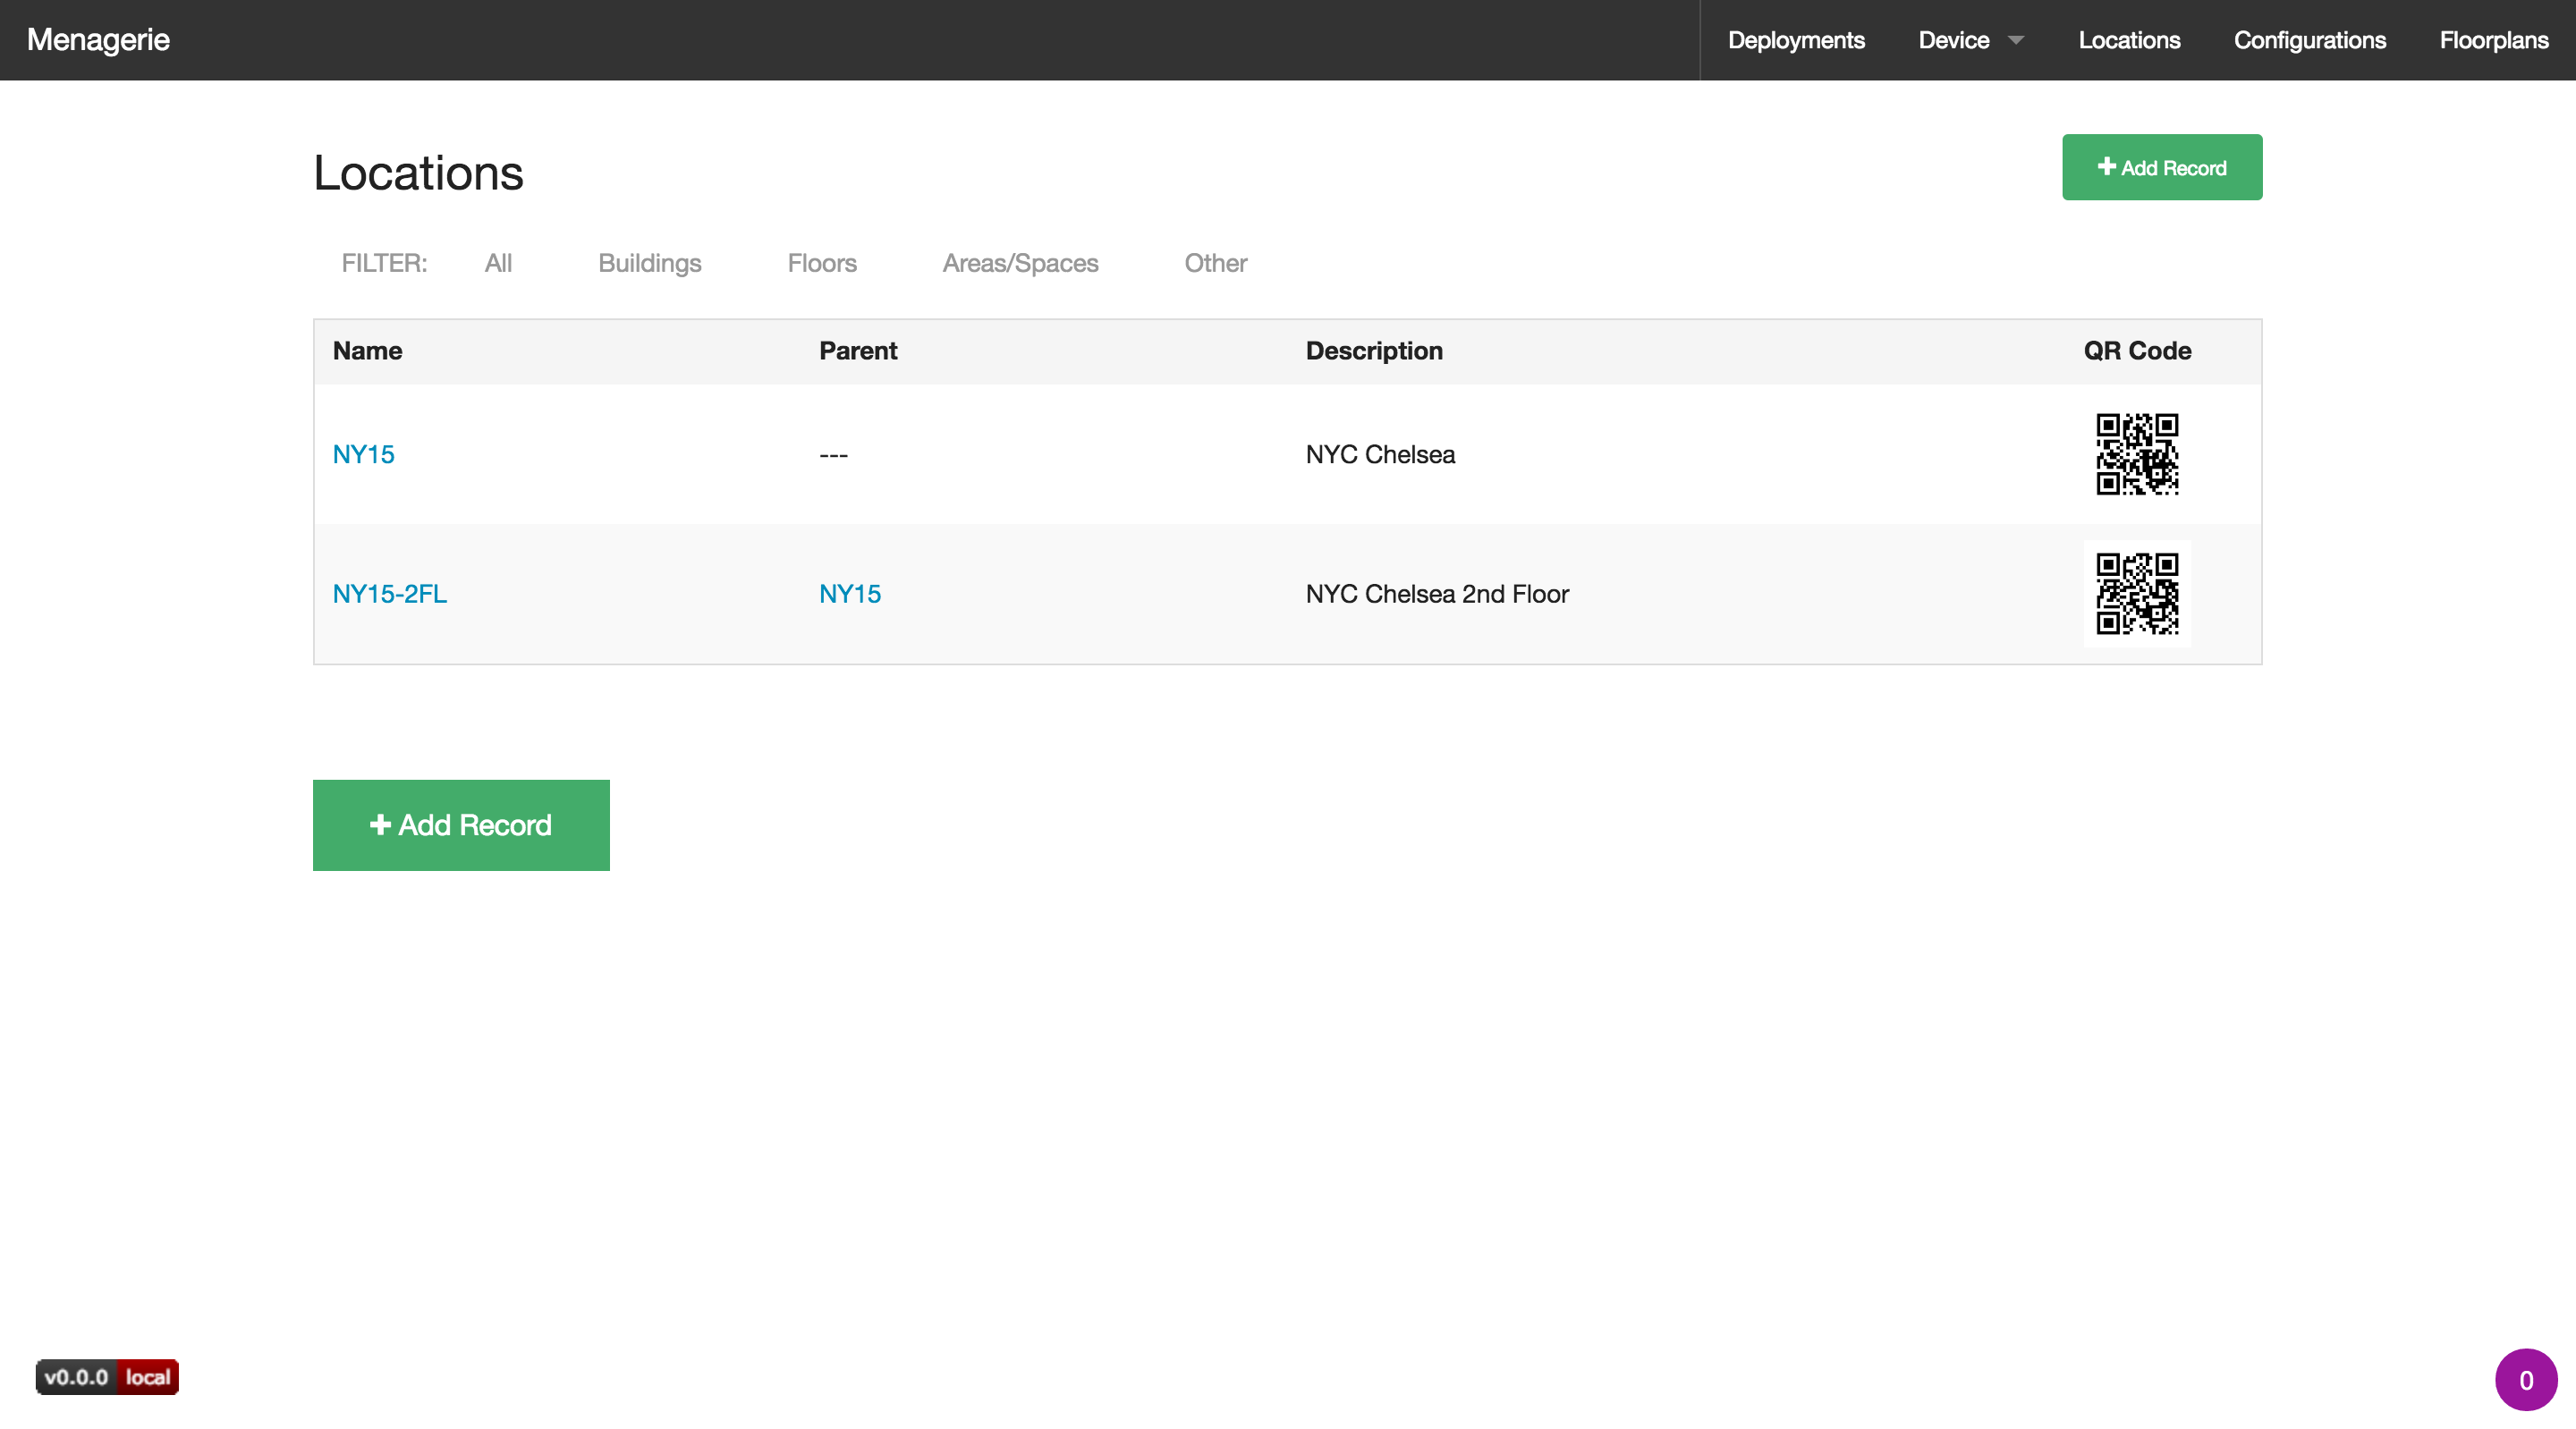 Menagerie
Deployments Device Locations Configurations Floorplans
Locations
Add Record
FILTER: All Buildings Floors Areas/Spaces Other
Name Parent Description QR Code
NY15 --- NYC Chelsea
NY15-2FL NY15 NYC Chelsea 2nd Floor
Add Record
v0.0.0 local
0